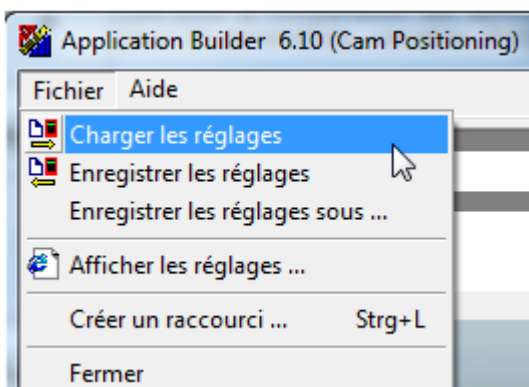 Application Builder 6.10 (Cam Positioning)
Fichier Aide
Charger les réglages
Enregistrer les réglages
Enregistrer les réglages sous ...
Afficher les réglages ...
Créer un raccourci ... Strg+L
Fermer